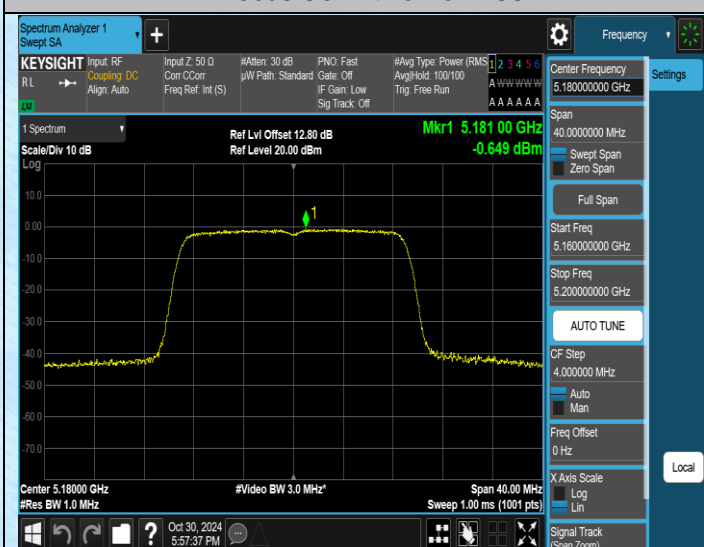 Spectrum Analyzer 1
Swept SA
Frequency
KEYSIGHT
RL
LXI
Input: RF
Coupling: DC
Align: Auto
Input Z: 50 Ω
Corr CCorr
Freq Ref: Int (S)
#Atten: 30 dB
µW Path: Standard
PNO: Fast
Gate: Off
IF Gain: Low
Sig Track: Off
#Avg Type: Power (RMS
Avg|Hold: 100/100
Trig: Free Run
1 2 3 4 5 6
A W W W W W
A A A A A A
1 Spectrum
Scale/Div 10 dB
Log
Ref Lvl Offset 12.80 dB
Ref Level 20.00 dBm
Mkr1 5.181 00 GHz
-0.649 dBm
1
10.0
0.00
-10.0
-20.0
-30.0
-40.0
-50.0
-60.0
-70.0
Center 5.18000 GHz
#Res BW 1.0 MHz
#Video BW 3.0 MHz*
Span 40.00 MHz
Sweep 1.00 ms (1001 pts)
Center Frequency
5.180000000 GHz
Settings
Span
40.0000000 MHz
Swept Span
Zero Span
Full Span
Start Freq
5.160000000 GHz
Stop Freq
5.200000000 GHz
AUTO TUNE
CF Step
4.000000 MHz
Auto
Man
Freq Offset
0 Hz
X Axis Scale
Log
Lin
Local
Signal Track
(Span Zoom)
?
Oct 30, 2024
5:57:37 PM